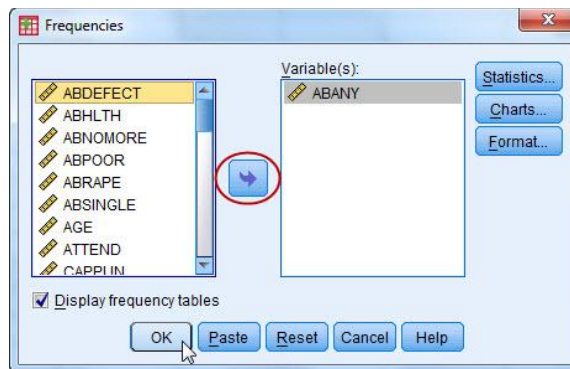 Frequencies
Variable(s):
ABDEFECT
ABHLTH
ABNOMORE
ABPOOR
ABRAPE
ABSINGLE
AGE
ATTEND
ABANY
Statistics...
Charts...
Format...
Display frequency tables
OK
Paste
Reset
Cancel
Help